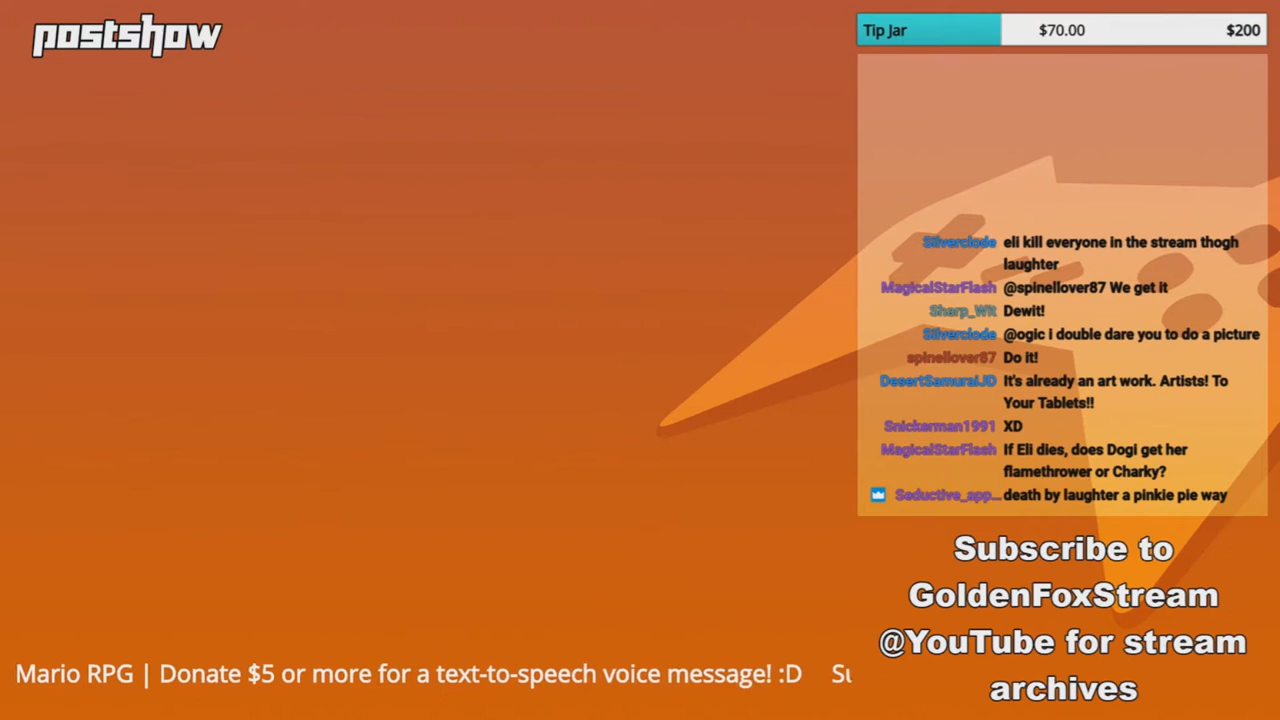 postshow
Tip Jar $70.00 $200
Silverclode eli kill everyone in the stream thogh
laughter
MagicalStarFlash @spinellover87 We get it
Sharp_Wit Dewit!
Silverclode @ogic i double dare you to do a picture
spinellover87 Do it!
DesertSamuraiJD It's already an art work. Artists! To
Your Tablets!!
Snickerman1991 XD
MagicalStarFlash If Eli dies, does Dogi get her
flamethrower or Charky?
Seductive_app... death by laughter a pinkie pie way
Subscribe to
GoldenFoxStream
@YouTube for stream
archives
Mario RPG | Donate $5 or more for a text-to-speech voice message! :D Su